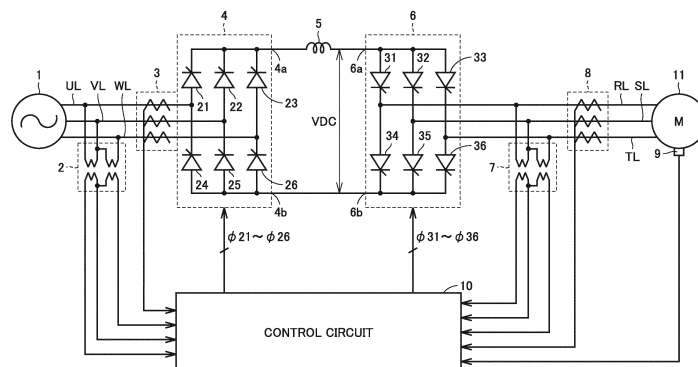 4
5
6
1
UL
VL
WL
3
4a
6a
31
32
33
8
11
RL
SL
21
22
23
VDC
M
2
24
25
26
34
35
36
7
TL
9
4b
6b
φ21～φ26
φ31～φ36
10
CONTROL CIRCUIT